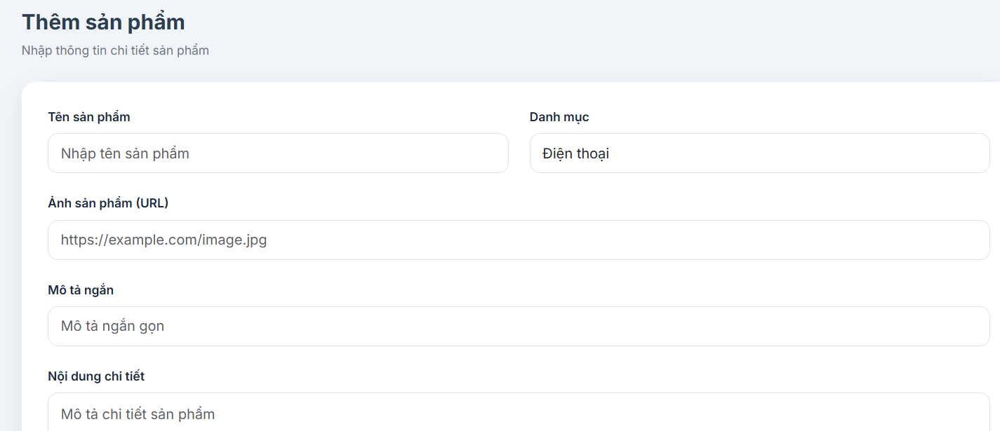 Thêm sản phẩm
Nhập thông tin chi tiết sản phẩm
Tên sản phẩm
Danh mục
Nhập tên sản phẩm
Điện thoại
Ảnh sản phẩm (URL)
https://example.com/image.jpg
Mô tả ngắn
Mô tả ngắn gọn
Nội dung chi tiết
Mô tả chi tiết sản phẩm